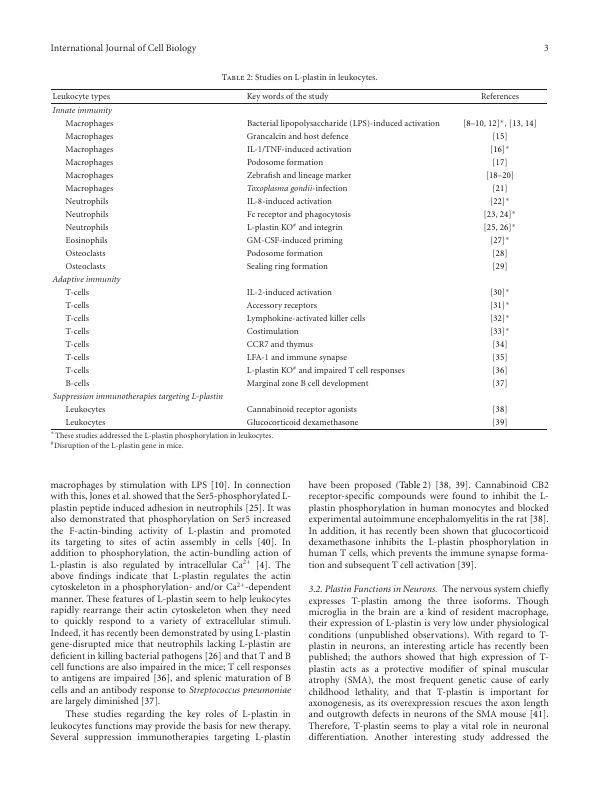 International Journal of Cell Biology 3
Table 2: Studies on L-plastin in leukocytes.
Leukocyte types Key words of the study References
Innate immunity
Macrophages Bacterial lipopolysaccharide (LPS)-induced activation [8–10, 12]*, [13, 14]
Macrophages Grancalcin and host defence [15]
Macrophages IL-1/TNF-induced activation [16]*
Macrophages Podosome formation [17]
Macrophages Zebrafish and lineage marker [18–20]
Macrophages Toxoplasma gondii-infection [21]
Neutrophils IL-8-induced activation [22]*
Neutrophils Fc receptor and phagocytosis [23, 24]*
Neutrophils L-plastin KO# and integrin [25, 26]*
Eosinophils GM-CSF-induced priming [27]*
Osteoclasts Podosome formation [28]
Osteoclasts Sealing ring formation [29]
Adaptive immunity
T-cells IL-2-induced activation [30]*
T-cells Accessory receptors [31]*
T-cells Lymphokine-activated killer cells [32]*
T-cells Costimulation [33]*
T-cells CCR7 and thymus [34]
T-cells LFA-1 and immune synapse [35]
T-cells L-plastin KO# and impaired T cell responses [36]
B-cells Marginal zone B cell development [37]
Suppression immunotherapies targeting L-plastin
Leukocytes Cannabinoid receptor agonists [38]
Leukocytes Glucocorticoid dexamethasone [39]
*These studies addressed the L-plastin phosphorylation in leukocytes.
#Disruption of the L-plastin gene in mice.
macrophages by stimulation with LPS [10]. In connection
with this, Jones et al. showed that the Ser5-phosphorylated L-
plastin peptide induced adhesion in neutrophils [25]. It was
also demonstrated that phosphorylation on Ser5 increased
the F-actin-binding activity of L-plastin and promoted
its targeting to sites of actin assembly in cells [40]. In
addition to phosphorylation, the actin-bundling action of
L-plastin is also regulated by intracellular Ca2+ [4]. The
above findings indicate that L-plastin regulates the actin
cytoskeleton in a phosphorylation- and/or Ca2+-dependent
manner. These features of L-plastin seem to help leukocytes
rapidly rearrange their actin cytoskeleton when they need
to quickly respond to a variety of extracellular stimuli.
Indeed, it has recently been demonstrated by using L-plastin
gene-disrupted mice that neutrophils lacking L-plastin are
deficient in killing bacterial pathogens [26] and that T and B
cell functions are also impaired in the mice; T cell responses
to antigens are impaired [36], and splenic maturation of B
cells and an antibody response to Streptococcus pneumoniae
are largely diminished [37].
These studies regarding the key roles of L-plastin in
leukocytes functions may provide the basis for new therapy.
Several suppression immunotherapies targeting L-plastin
have been proposed (Table 2) [38, 39]. Cannabinoid CB2
receptor-specific compounds were found to inhibit the L-
plastin phosphorylation in human monocytes and blocked
experimental autoimmune encephalomyelitis in the rat [38].
In addition, it has recently been shown that glucocorticoid
dexamethasone inhibits the L-plastin phosphorylation in
human T cells, which prevents the immune synapse forma-
tion and subsequent T cell activation [39].
3.2. Plastin Functions in Neurons. The nervous system chiefly
expresses T-plastin among the three isoforms. Though
microglia in the brain are a kind of resident macrophage,
their expression of L-plastin is very low under physiological
conditions (unpublished observations). With regard to T-
plastin in neurons, an interesting article has recently been
published; the authors showed that high expression of T-
plastin acts as a protective modifier of spinal muscular
atrophy (SMA), the most frequent genetic cause of early
childhood lethality, and that T-plastin is important for
axonogenesis, as its overexpression rescues the axon length
and outgrowth defects in neurons of the SMA mouse [41].
Therefore, T-plastin seems to play a vital role in neuronal
differentiation. Another interesting study addressed the